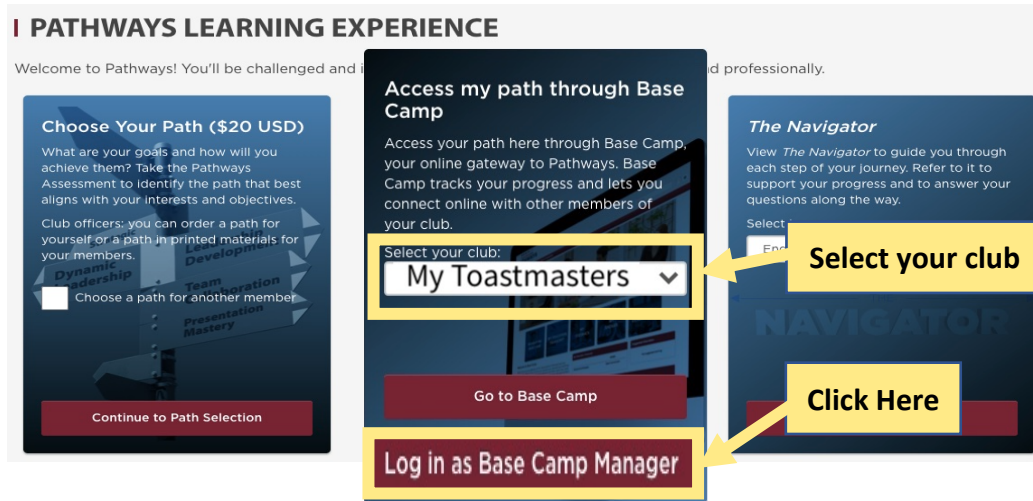 PATHWAYS LEARNING EXPERIENCE
Welcome to Pathways! You'll be challenged and
d professionally.
Choose Your Path ($20 USD)
What are your goals and how will you
achieve them? Take the Pathways
Assessment to identify the path that best
aligns with your interests and objectives.
Club officers: you can order a path for
yourself or a path in printed materials for
your members.
Dynamic
Leadership
Leadership
Development
Team
Collaboration
Presentation
Mastery
Choose a path for another member
Continue to Path Selection
Access my path through Base
Camp
Access your path here through Base Camp,
your online gateway to Pathways. Base
Camp tracks your progress and lets you
connect online with other members of
your club.
Select your club:
My Toastmasters
Go to Base Camp
Log in as Base Camp Manager
The Navigator
View The Navigator to guide you through
each step of your journey. Refer to it to
support your progress and to answer your
questions along the way.
Select
NAVIGATOR
Select your club
Click Here